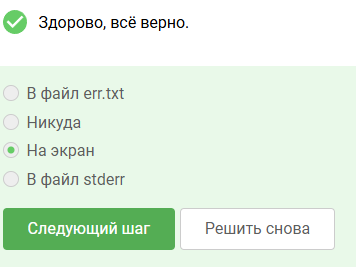 Здорово, всё верно.
В файл err.txt
Никуда
На экран
В файл stderr
Следующий шаг
Решить снова